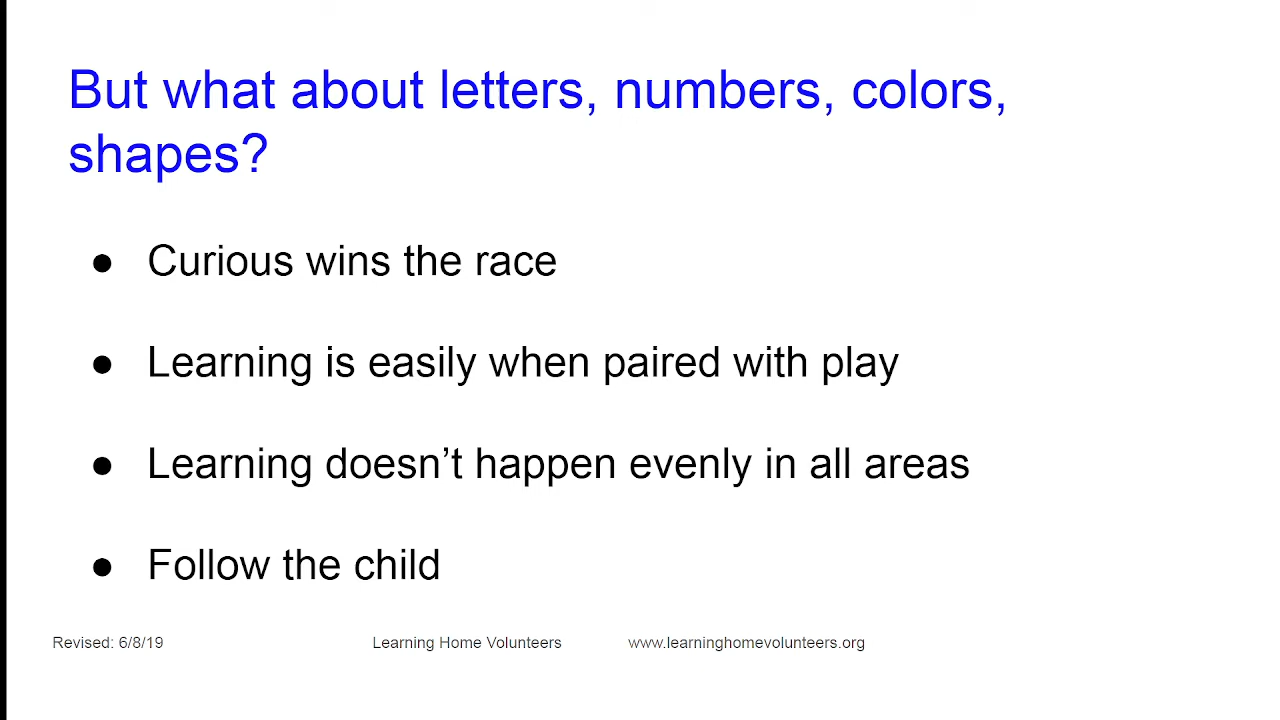 But what about letters, numbers, colors,
shapes?
● Curious wins the race
● Learning is easily when paired with play
● Learning doesn’t happen evenly in all areas
● Follow the child
Revised: 6/8/19 Learning Home Volunteers www.learninghomevolunteers.org